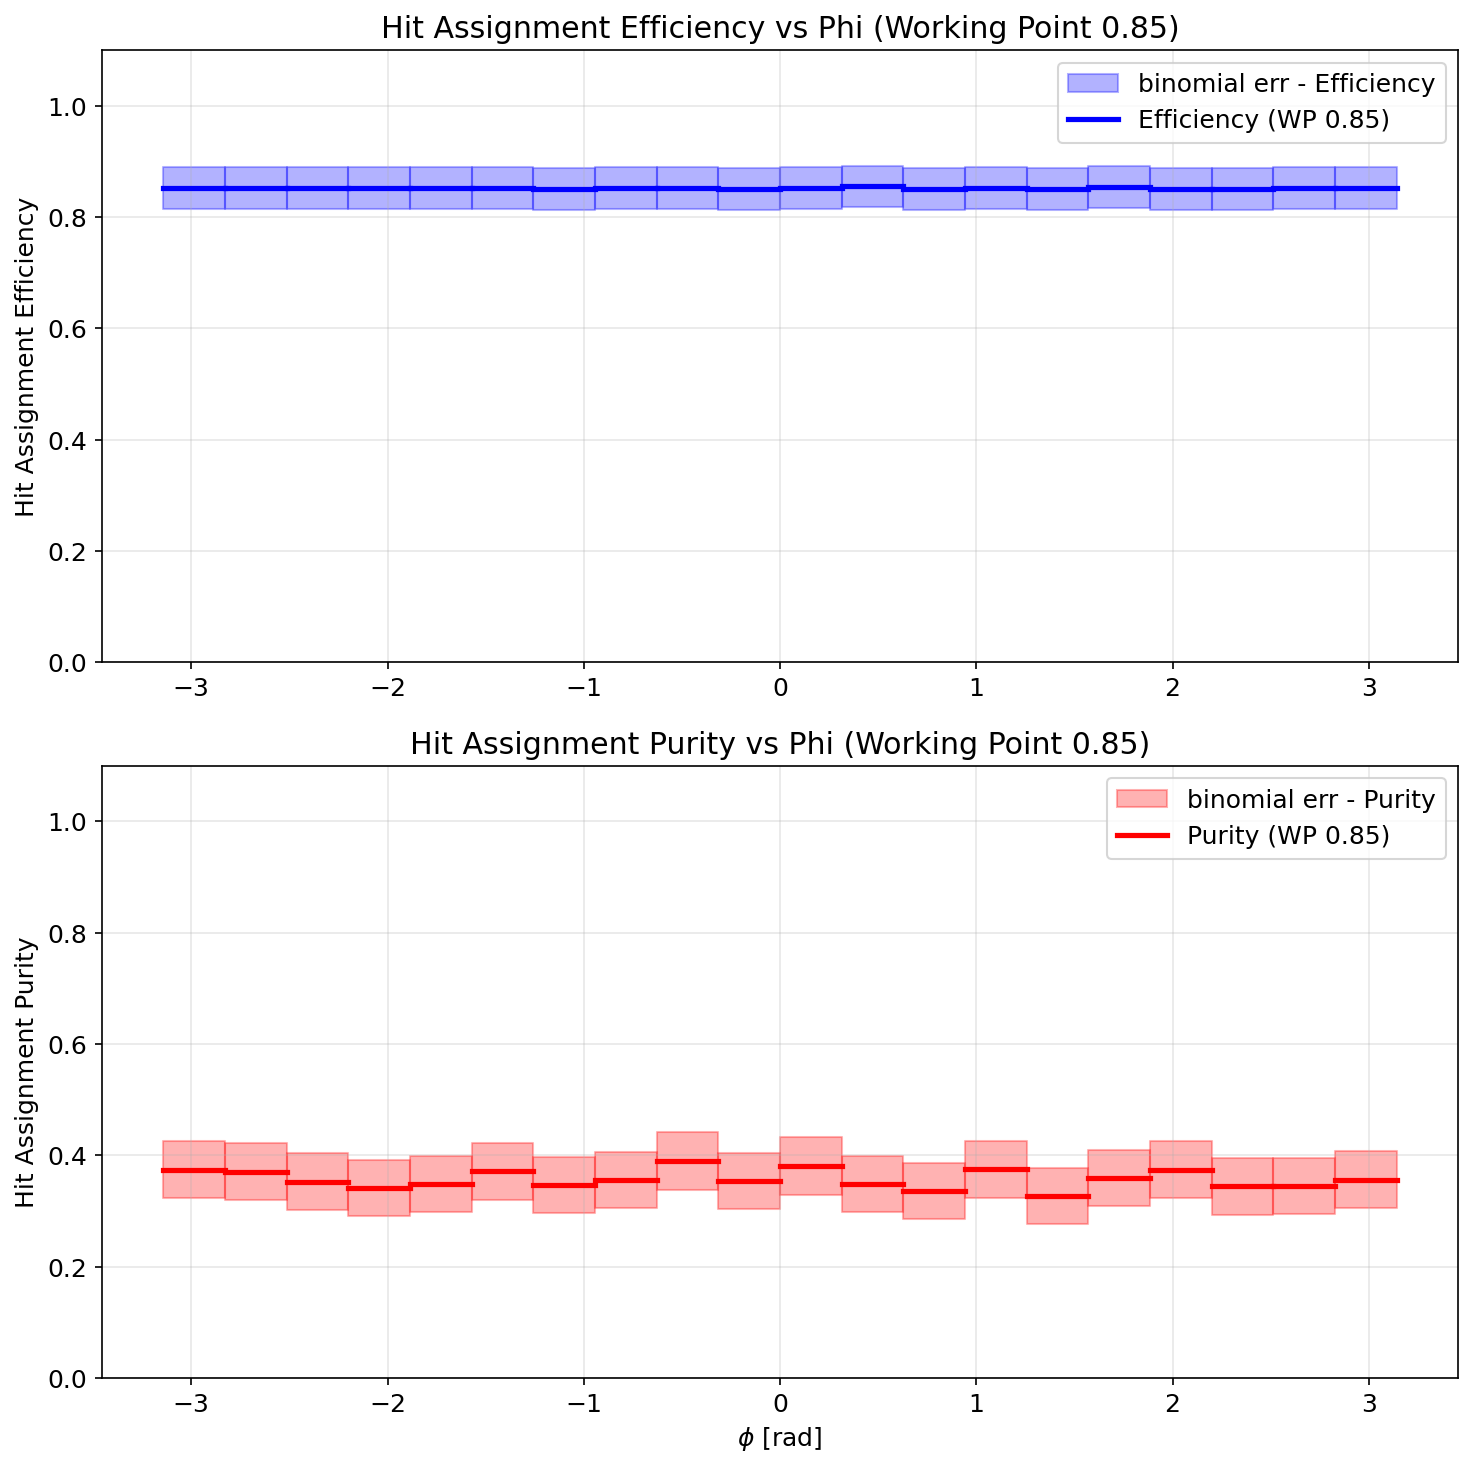 Hit Assignment Efficiency vs Phi (Working Point 0.85)
binomial err - Efficiency
Efficiency (WP 0.85)
Hit Assignment Efficiency
1.0
0.8
0.6
0.4
0.2
0.0
−3 −2 −1 0 1 2 3
Hit Assignment Purity vs Phi (Working Point 0.85)
binomial err - Purity
Purity (WP 0.85)
Hit Assignment Purity
1.0
0.8
0.6
0.4
0.2
0.0
−3 −2 −1 0 1 2 3
ϕ [rad]